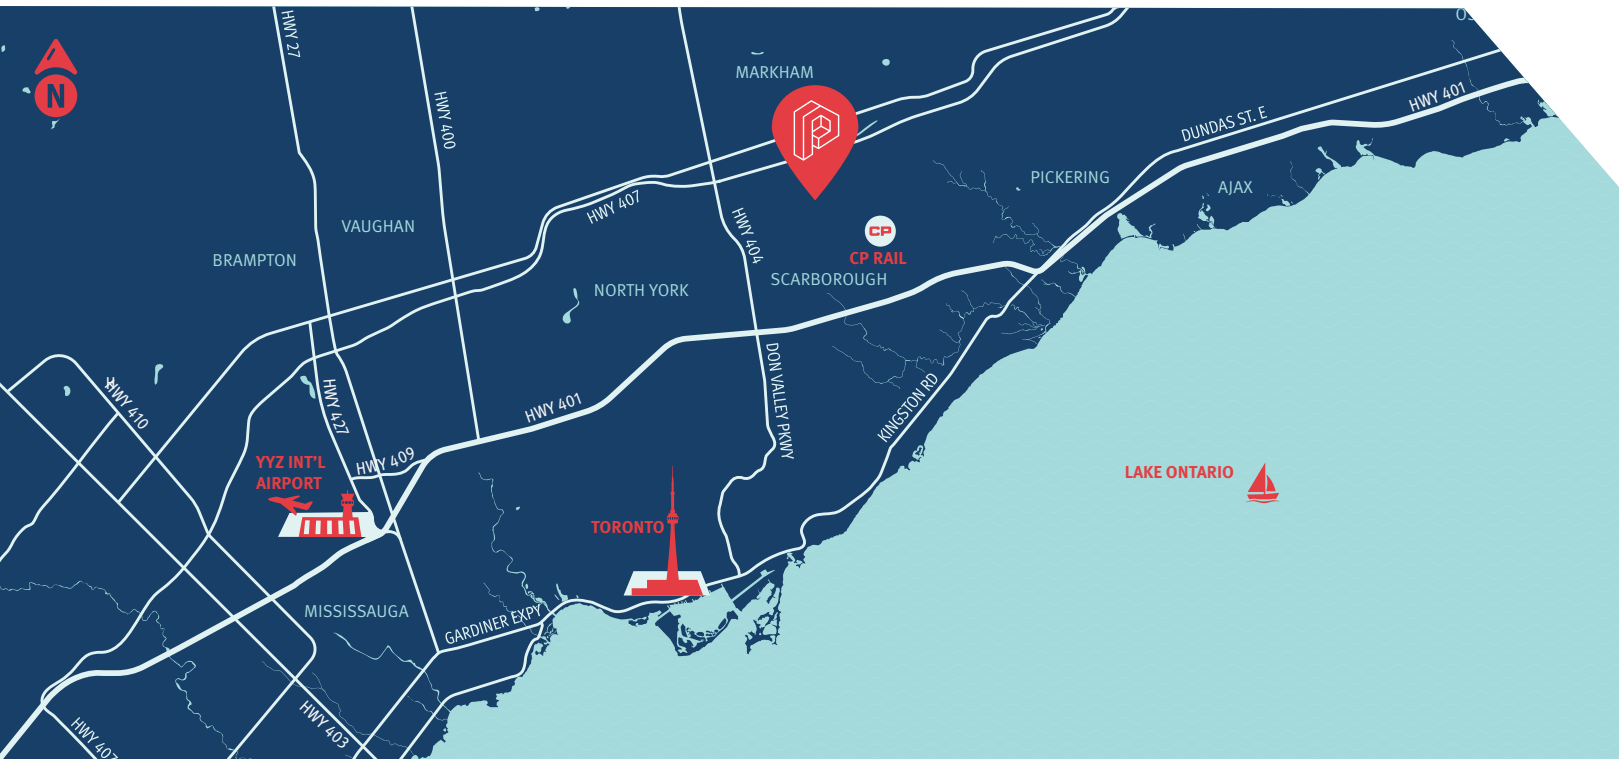 HWY 27
HWY 400
MARKHAM
N
DUNDAS ST. E
HWY 401
PICKERING
AJAX
HWY 407
HWY 404
VAUGHAN
BRAMPTON
CP
CP RAIL
SCARBOROUGH
NORTH YORK
HWY 410
HWY 427
DON VALLEY PKWY
HWY 401
KINGSTON RD
HWY 409
YYZ INT'L
AIRPORT
LAKE ONTARIO
TORONTO
MISSISSAUGA
GARDINER EXPY
HWY 403
HWY 407